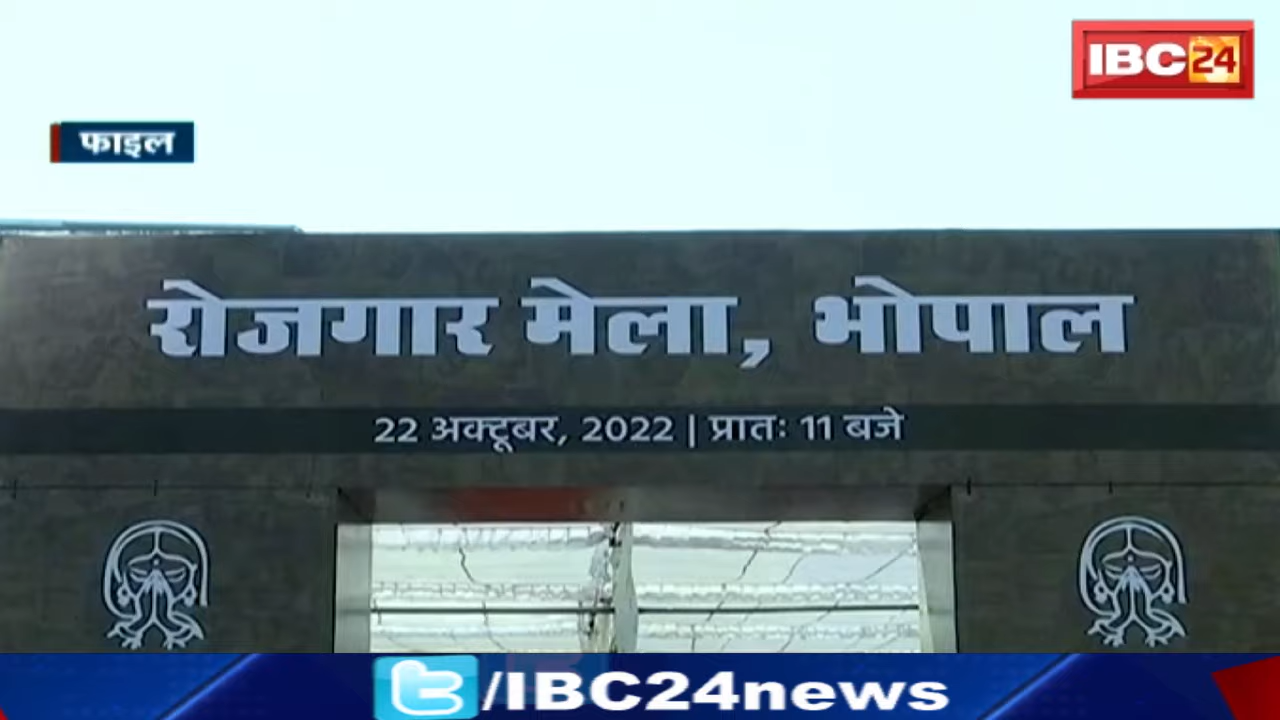 IBC24
फाइल
रोजगार मेला, भोपाल
22 अक्टूबर, 2022 | प्रातः 11 बजे
/IBC24news